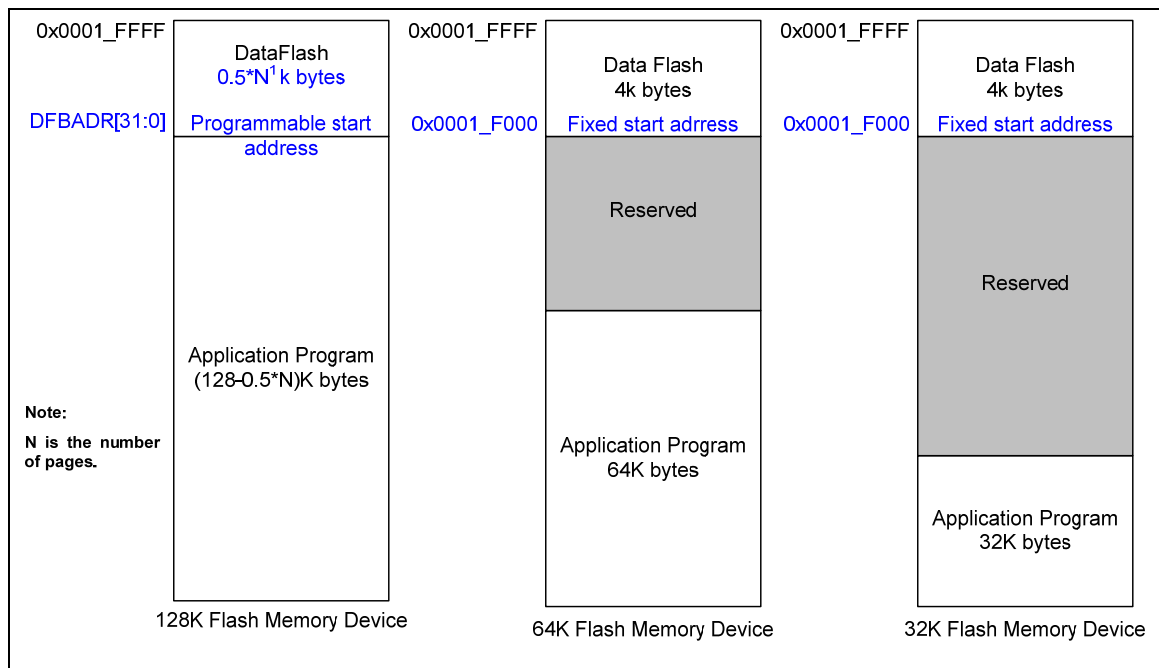 0x0001_FFFF
DataFlash
0.5*N¹ k bytes
DFBADR[31:0]
Programmable start
address
Application Program
(128-0.5*N)K bytes
Note:
N is the number
of pages.
128K Flash Memory Device
0x0001_FFFF
Data Flash
4k bytes
0x0001_F000
Fixed start adrress
Reserved
Application Program
64K bytes
64K Flash Memory Device
0x0001_FFFF
Data Flash
4k bytes
0x0001_F000
Fixed start address
Reserved
Application Program
32K bytes
32K Flash Memory Device